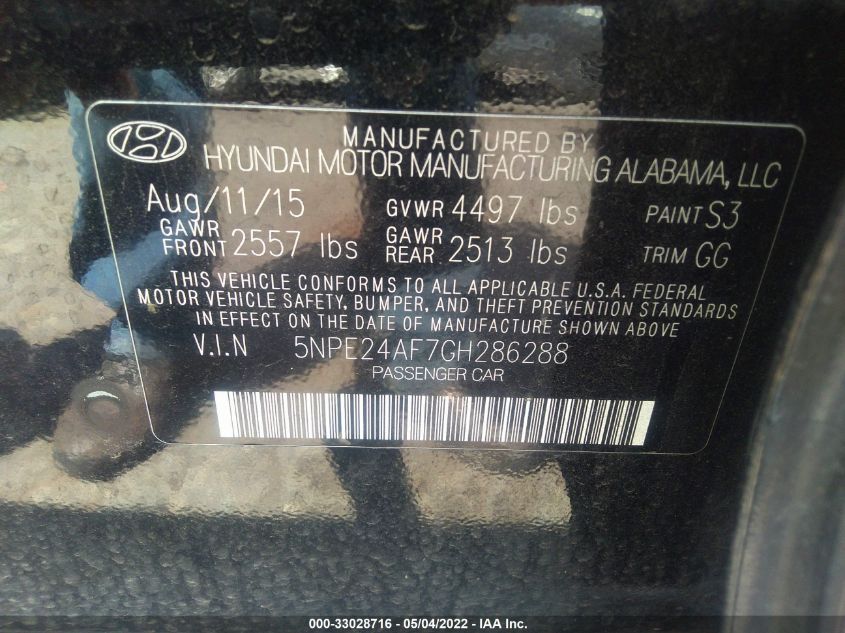 MANUFACTURED BY
HYUNDAI MOTOR MANUFACTURING ALABAMA, LLC
Aug/11/15 GVWR 4497 lbs PAINT S3
GAWR FRONT 2557 lbs GAWR REAR 2513 lbs TRIM GG
THIS VEHICLE CONFORMS TO ALL APPLICABLE U.S.A. FEDERAL
MOTOR VEHICLE SAFETY, BUMPER, AND THEFT PREVENTION STANDARDS
IN EFFECT ON THE DATE OF MANUFACTURE SHOWN ABOVE
V.I.N 5NPE24AF7GH286288
PASSENGER CAR
000-33028716 - 05/04/2022 - IAA Inc.